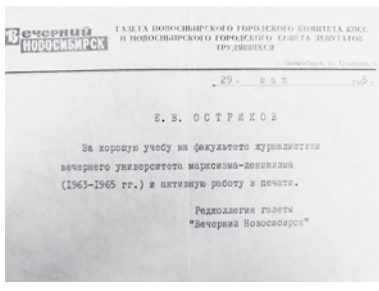 Вечерний
НОВОСИБИРСК
ГАЗЕТА НОВОСИБИРСКОГО ГОРОДСКОГО КОМИТЕТА КПСС
И НОВОСИБИРСКОГО ГОРОДСКОГО СОВЕТА ДЕПУТАТОВ
ТРУДЯЩИХСЯ
29. мая
Е. В. ОСТРИКОВ
За хорошую учебу на факультете журналистики
вечернего университета марксизма-ленинизма
(1963-1965 гг.) и активную работу в печати.
Редколлегия газеты
"Вечерний Новосибирск"